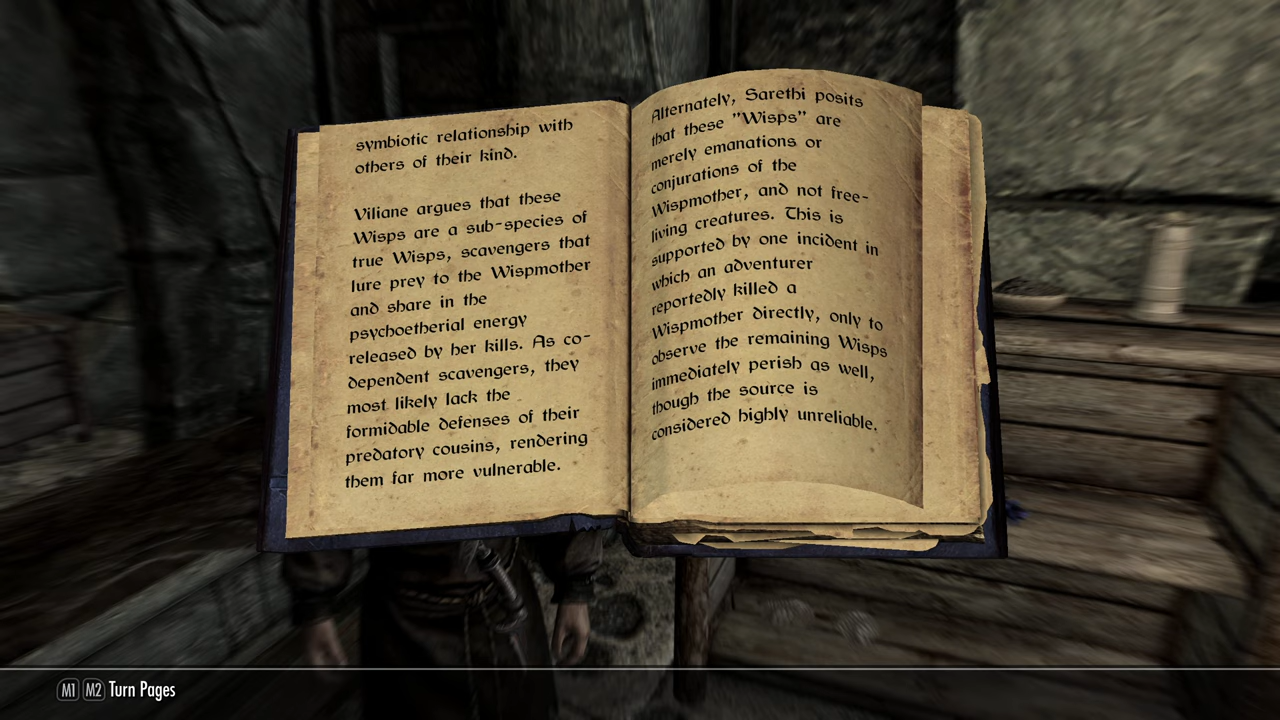 symbiotic relationship with
others of their kind.
Viliane argues that these
Wisps are a sub-species of
true Wisps, scavengers that
lure prey to the Wispmother
and share in the
psychoetherial energy
released by her kills. As co-
dependent scavengers, they
most likely lack the
formidable defenses of their
predatory cousins, rendering
them far more vulnerable.
Alternately, Sarethi posits
that these "Wisps" are
merely emanations or
conjurations of the
Wispmother, and not free-
living creatures. This is
supported by one incident in
which an adventurer
reportedly killed a
Wispmother directly, only to
observe the remaining Wisps
immediately perish as well,
though the source is
considered highly unreliable.
M1 M2 Turn Pages